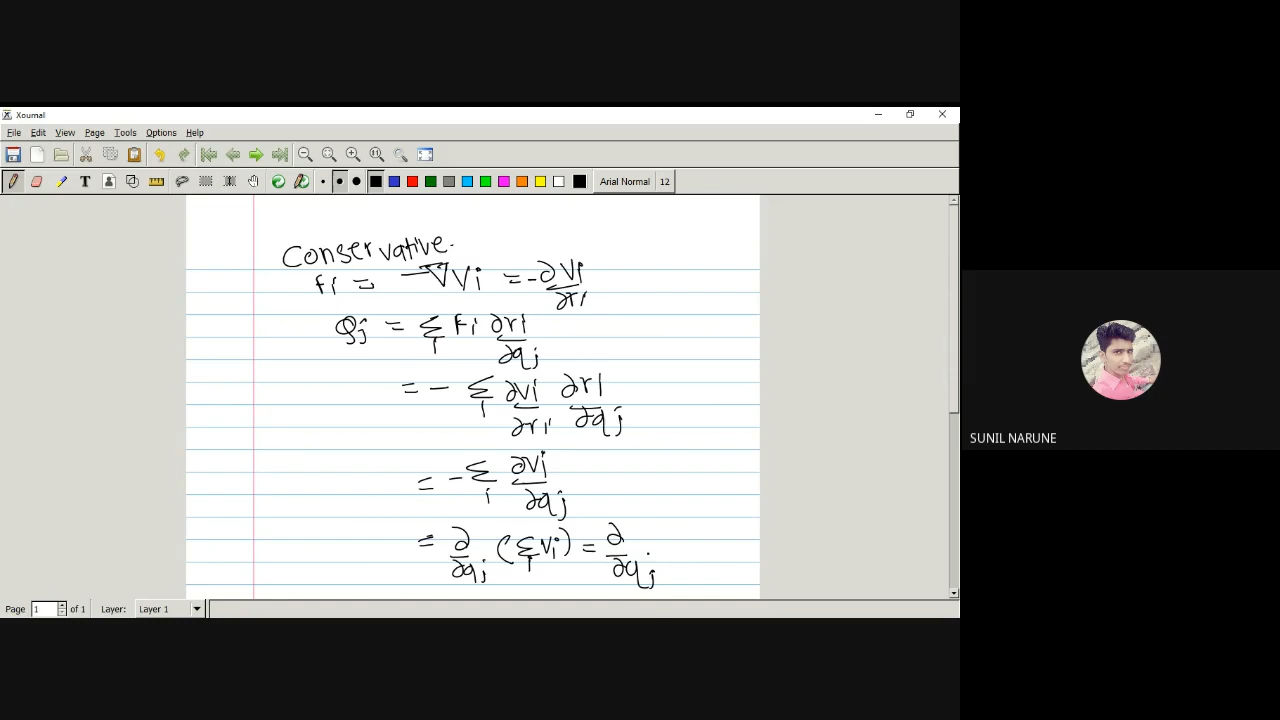 Xournal
File Edit View Page Tools Options Help
Arial Normal 12
Conservative.
Fi = -∇Vi = -∂Vi/∂ri
Qj = Σi Fi ∂ri/∂qj
= - Σi ∂Vi/∂ri ∂ri/∂qj
= - Σi ∂Vi/∂qj
= ∂/∂qj (Σi Vi) = ∂/∂qj
SUNIL NARUNE
Page 1 of 1 Layer: Layer 1